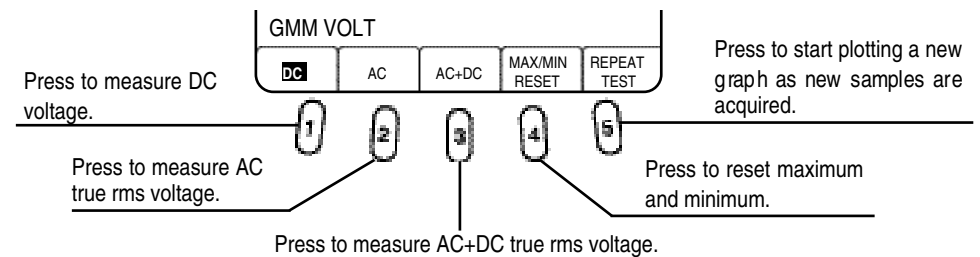 GMM VOLT
DC
AC
AC+DC
MAX/MIN
RESET
REPEAT
TEST
Press to measure DC
voltage.
Press to start plotting a new
graph as new samples are
acquired.
1
2
3
4
5
Press to measure AC
true rms voltage.
Press to reset maximum
and minimum.
Press to measure AC+DC true rms voltage.